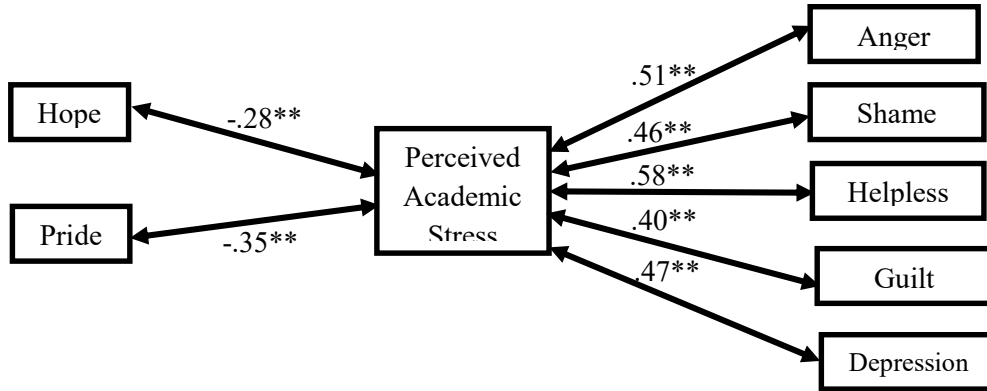 Hope
Pride
-.28**
-.35**
Perceived
Academic
Stress
.51**
.46**
.58**
.40**
.47**
Anger
Shame
Helpless
Guilt
Depression